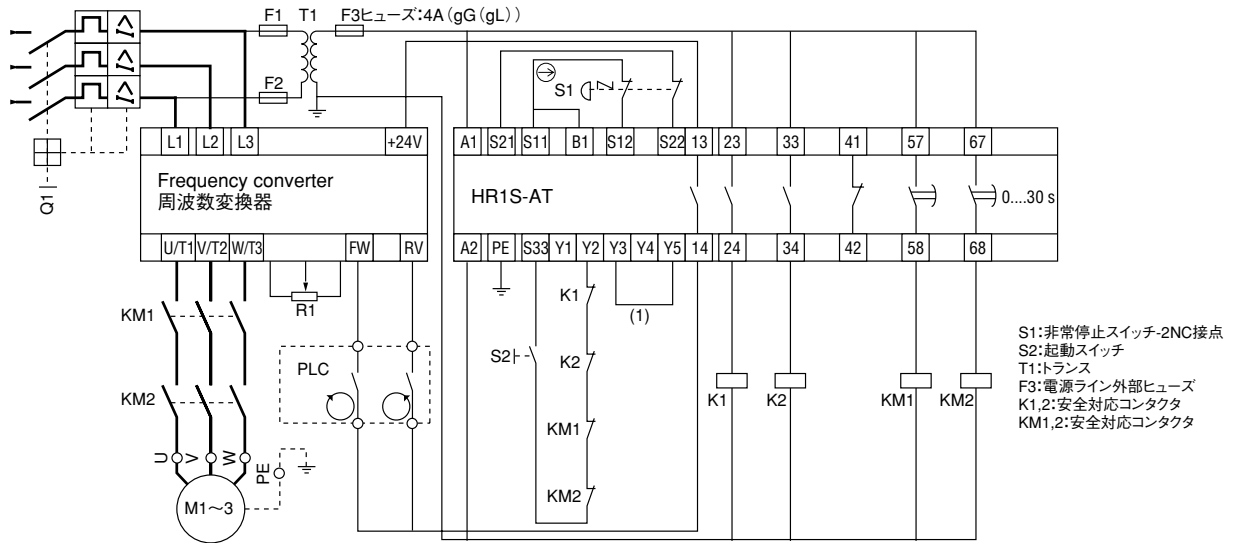 F1
T1
F3ヒューズ:4A(gG(gL))
F2
S1
Q1
L1 L2 L3 +24V
Frequency converter
周波数変換器
U/T1 V/T2 W/T3 FW RV
A1 S21 S11 B1 S12 S22 13 23 33 41 57 67
HR1S-AT
0....30 s
A2 PE S33 Y1 Y2 Y3 Y4 Y5 14 24 34 42 58 68
R1
KM1
KM2
PLC
U V W PE
M1~3
S2
K1
K2
KM1
KM2
(1)
K1 K2 KM1 KM2
S1:非常停止スイッチ-2NC接点
S2:起動スイッチ
T1:トランス
F3:電源ライン外部ヒューズ
K1,2:安全対応コンタクタ
KM1,2:安全対応コンタクタ